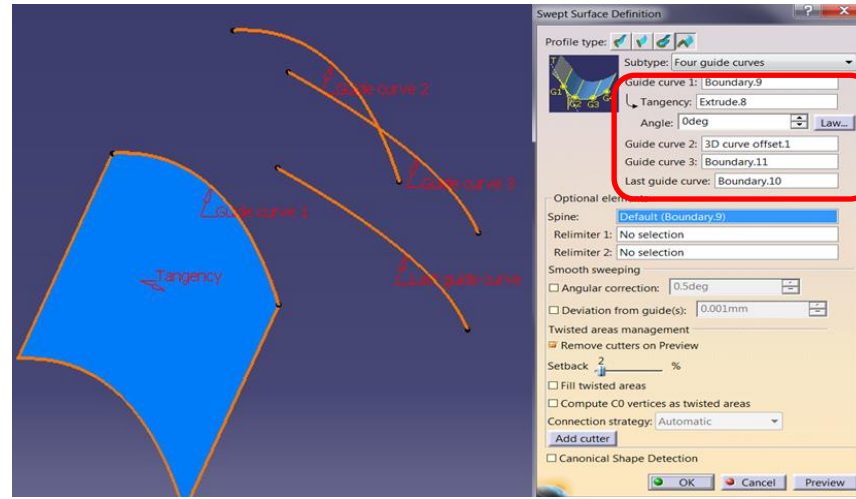 Guide curve 2
Guide curve 3
Guide curve 1
Tangency
Last guide curve
Swept Surface Definition
Profile type:
Subtype: Four guide curves
Guide curve 1: Boundary.9
Tangency: Extrude.8
Angle: 0deg Law...
Guide curve 2: 3D curve offset.1
Guide curve 3: Boundary.11
Last guide curve: Boundary.10
Optional elements
Spine: Default (Boundary.9)
Relimiter 1: No selection
Relimiter 2: No selection
Smooth sweeping
Angular correction: 0.5deg
Deviation from guide(s): 0.001mm
Twisted areas management
Remove cutters on Preview
Setback 2 %
Fill twisted areas
Compute C0 vertices as twisted areas
Connection strategy: Automatic
Add cutter
Canonical Shape Detection
OK Cancel Preview